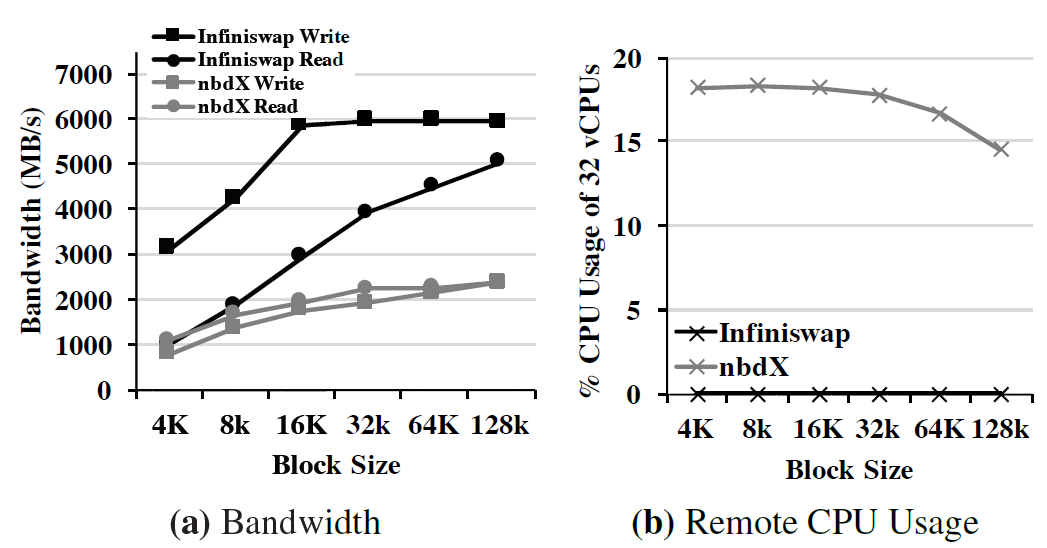 Infiniswap Write
Infiniswap Read
nbdX Write
nbdX Read
7000
6000
5000
4000
3000
2000
1000
0
Bandwidth (MB/s)
4K 8k 16K 32k 64K 128k
Block Size
(a) Bandwidth
20
15
10
5
0
% CPU Usage of 32 vCPUs
Infiniswap
nbdX
4K 8k 16K 32k 64K 128k
Block Size
(b) Remote CPU Usage